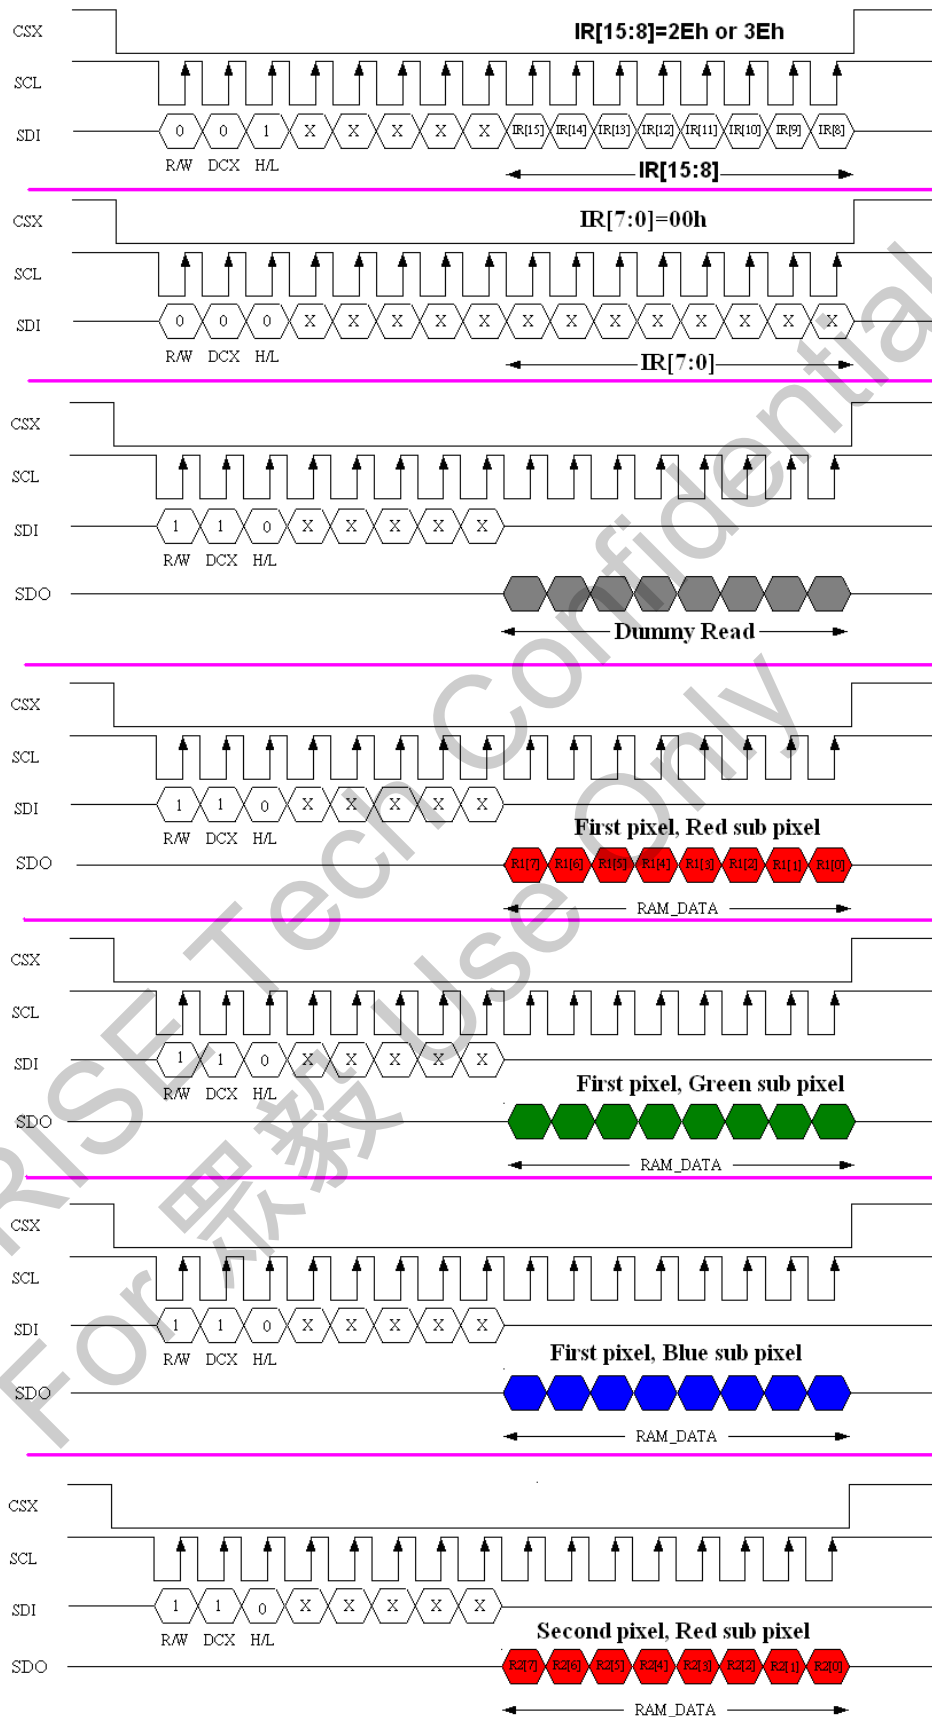 CSX
IR[15:8]=2Eh or 3Eh
SCL
SDI 0 0 1 X X X X X IR[15] IR[14] IR[13] IR[12] IR[11] IR[10] IR[9] IR[8]
R/W DCX H/L
IR[15:8]
CSX
IR[7:0]=00h
SCL
SDI 0 0 0 X X X X X X X X X X X X X
R/W DCX H/L
IR[7:0]
CSX
SCL
SDI 1 1 0 X X X X X
R/W DCX H/L
SDO
Dummy Read
CSX
SCL
SDI 1 1 0 X X X X X
First pixel, Red sub pixel
R/W DCX H/L
SDO R1[7] R1[6] R1[5] R1[4] R1[3] R1[2] R1[1] R1[0]
RAM_DATA
CSX
SCL
SDI 1 1 0 X X X X X
First pixel, Green sub pixel
R/W DCX H/L
SDO
RAM_DATA
CSX
SCL
SDI 1 1 0 X X X X X
First pixel, Blue sub pixel
R/W DCX H/L
SDO
RAM_DATA
CSX
SCL
SDI 1 1 0 X X X X X
Second pixel, Red sub pixel
R/W DCX H/L
SDO R2[7] R2[6] R2[5] R2[4] R2[3] R2[2] R2[1] R2[0]
RAM_DATA
RISE Tech Confidential
For 眾毅 Use Only